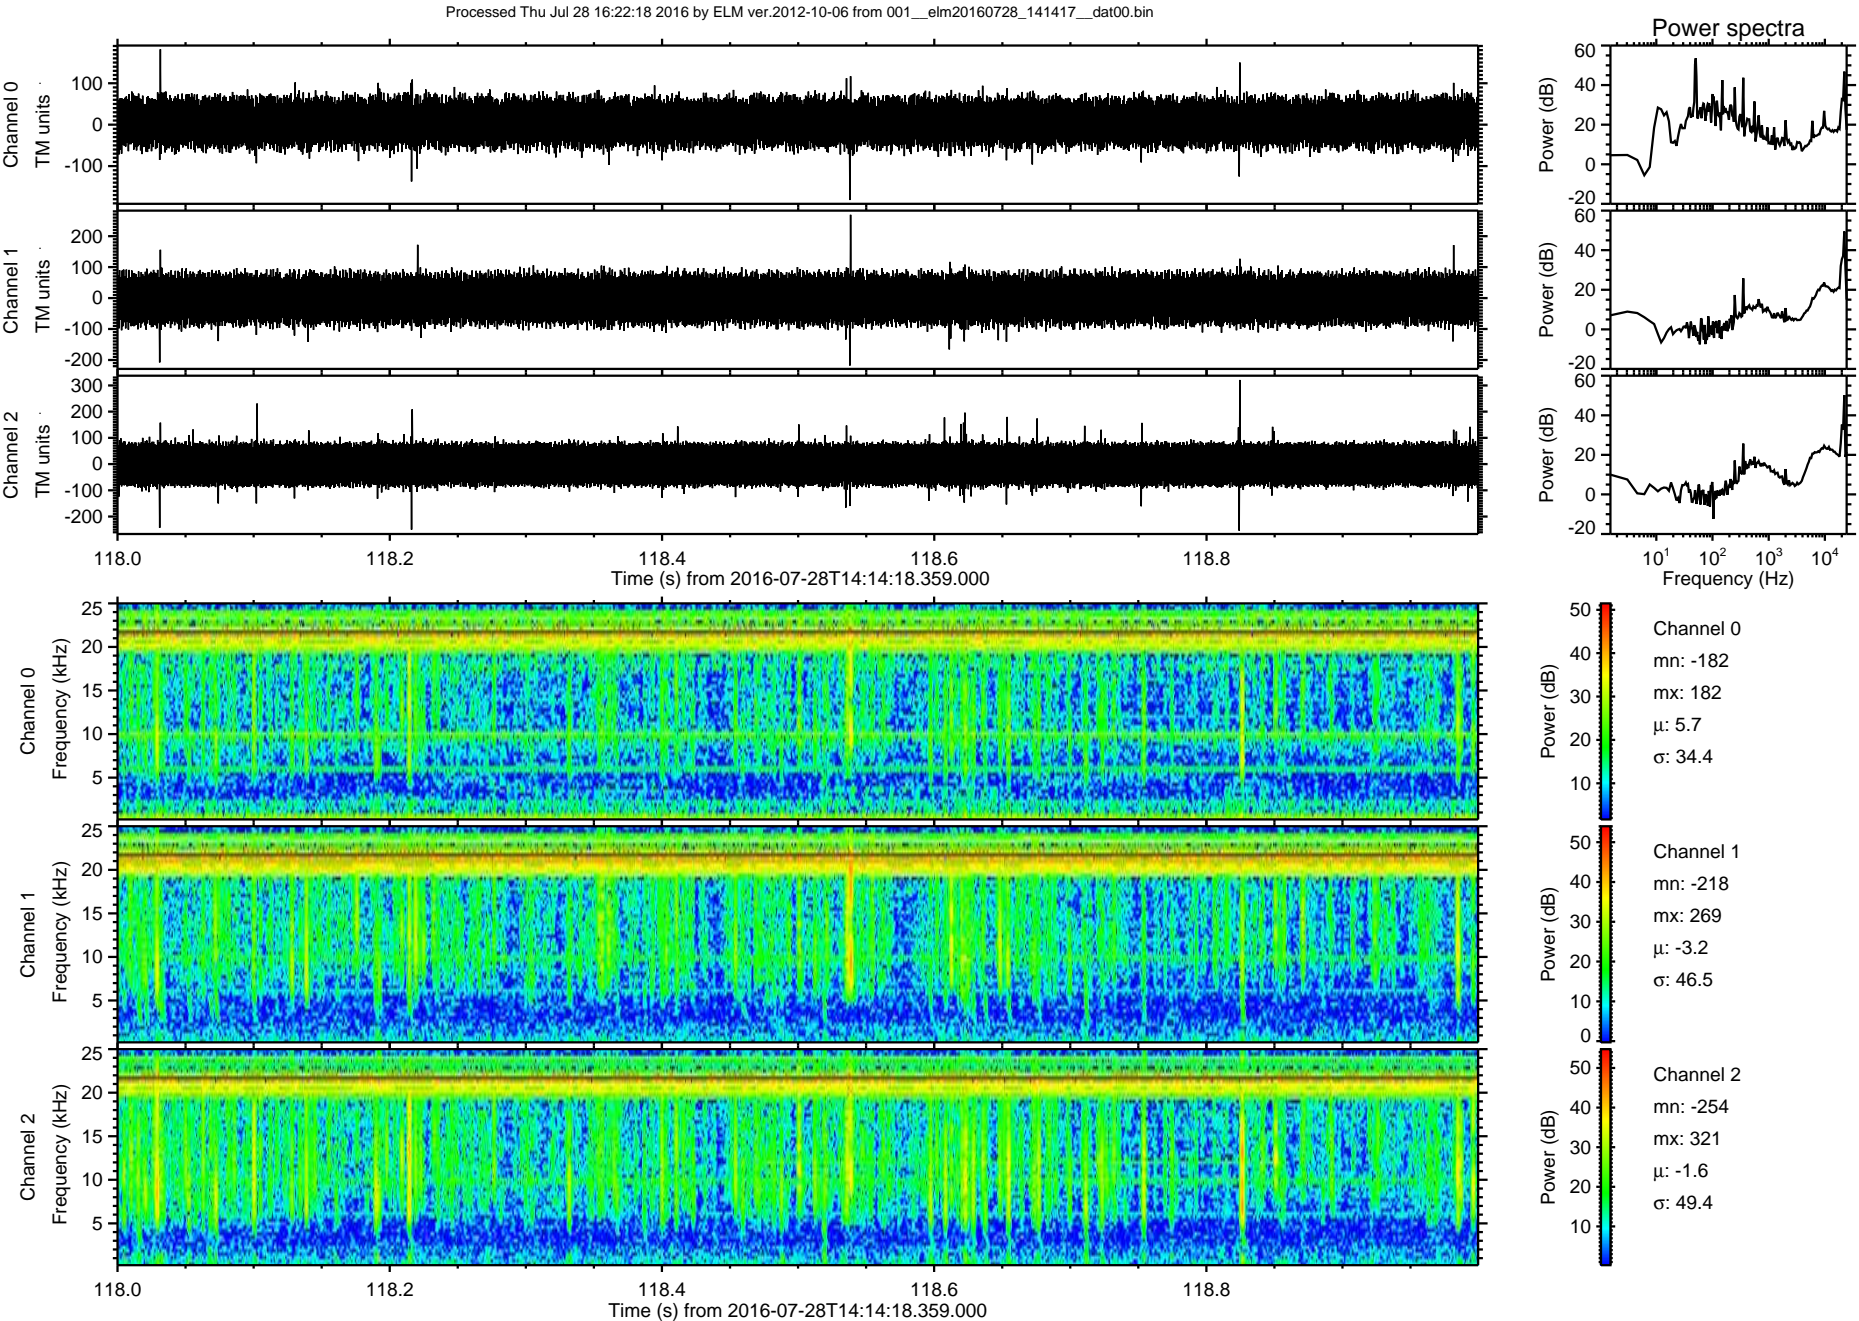 Processed Thu Jul 28 16:22:18 2016 by ELM ver.2012-10-06 from 001__elm20160728_141417__dat00.bin
Power spectra
Channel 0
TM units
100
0
-100
Power (dB)
60
40
20
0
-20
Channel 1
TM units
200
100
0
-100
-200
Power (dB)
60
40
20
0
-20
Channel 2
TM units
300
200
100
0
-100
-200
Power (dB)
60
40
20
0
-20
118.0 118.2 118.4 118.6 118.8
Time (s) from 2016-07-28T14:14:18.359.000
10¹ 10² 10³ 10⁴
Frequency (Hz)
Channel 0
Frequency (kHz)
25
20
15
10
5
Power (dB)
50
40
30
20
10
Channel 0
mn: -182
mx: 182
μ: 5.7
σ: 34.4
Channel 1
Frequency (kHz)
25
20
15
10
5
Power (dB)
50
40
30
20
10
0
Channel 1
mn: -218
mx: 269
μ: -3.2
σ: 46.5
Channel 2
Frequency (kHz)
25
20
15
10
5
Power (dB)
50
40
30
20
10
Channel 2
mn: -254
mx: 321
μ: -1.6
σ: 49.4
118.0 118.2 118.4 118.6 118.8
Time (s) from 2016-07-28T14:14:18.359.000